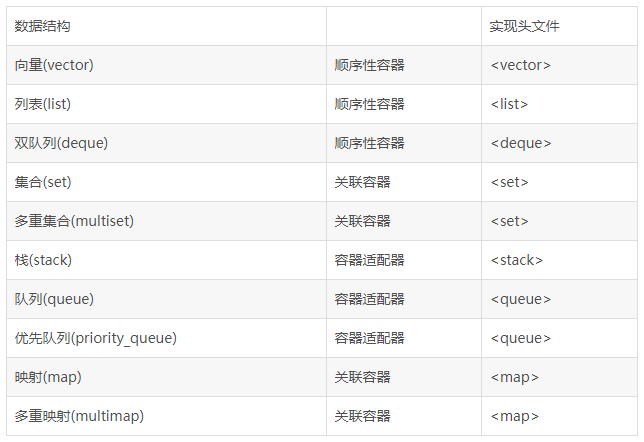 数据结构 实现头文件
向量(vector) 顺序性容器 <vector>
列表(list) 顺序性容器 <list>
双队列(deque) 顺序性容器 <deque>
集合(set) 关联容器 <set>
多重集合(multiset) 关联容器 <set>
栈(stack) 容器适配器 <stack>
队列(queue) 容器适配器 <queue>
优先队列(priority_queue) 容器适配器 <queue>
映射(map) 关联容器 <map>
多重映射(multimap) 关联容器 <map>